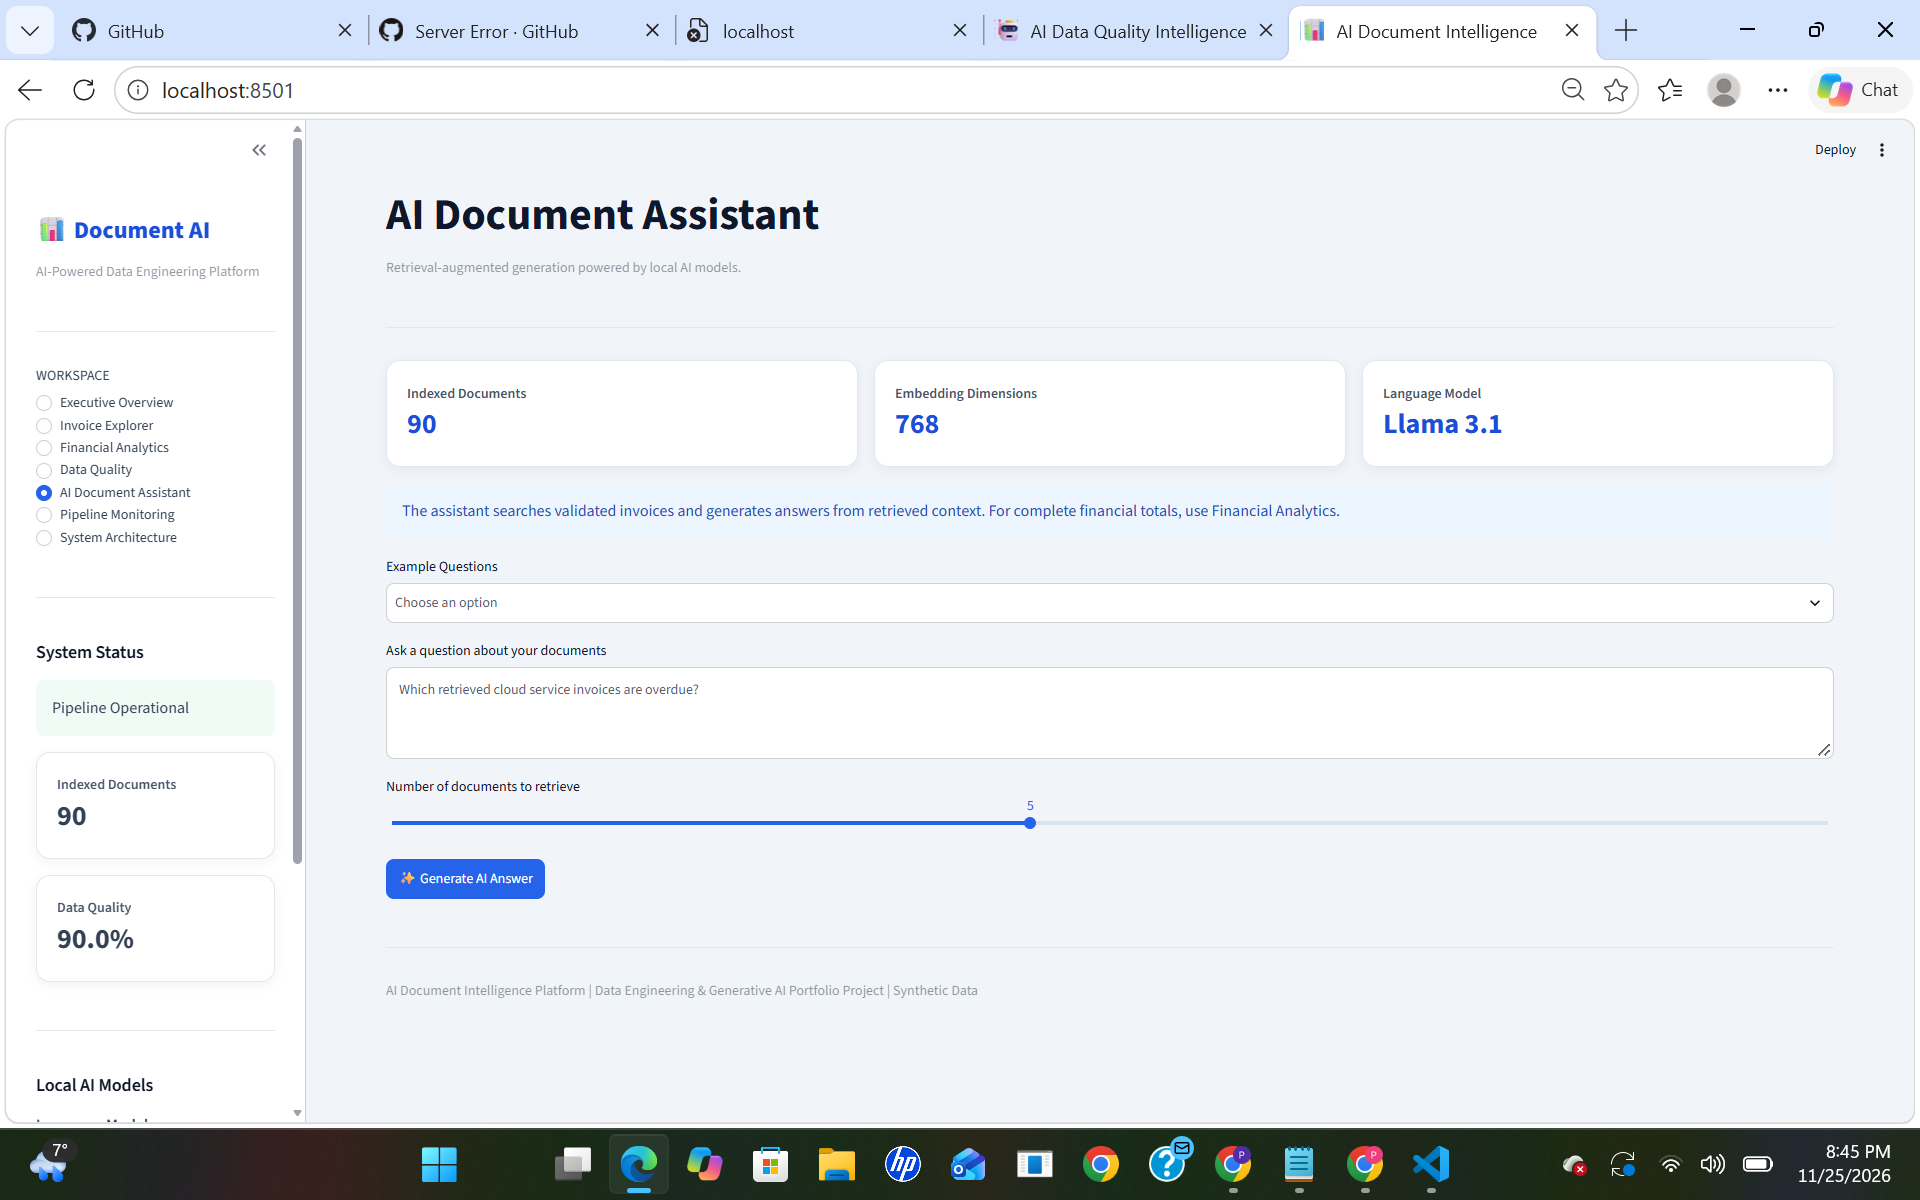 GitHub
Server Error · GitHub
localhost
AI Data Quality Intelligence
AI Document Intelligence
localhost:8501
Chat
Deploy
Document AI
AI-Powered Data Engineering Platform
WORKSPACE
Executive Overview
Invoice Explorer
Financial Analytics
Data Quality
AI Document Assistant
Pipeline Monitoring
System Architecture
System Status
Pipeline Operational
Indexed Documents
90
Data Quality
90.0%
Local AI Models
AI Document Assistant
Retrieval-augmented generation powered by local AI models.
Indexed Documents
90
Embedding Dimensions
768
Language Model
Llama 3.1
The assistant searches validated invoices and generates answers from retrieved context. For complete financial totals, use Financial Analytics.
Example Questions
Choose an option
Ask a question about your documents
Which retrieved cloud service invoices are overdue?
Number of documents to retrieve
5
✨ Generate AI Answer
AI Document Intelligence Platform | Data Engineering & Generative AI Portfolio Project | Synthetic Data
7°
hp
P
P
8:45 PM
11/25/2026